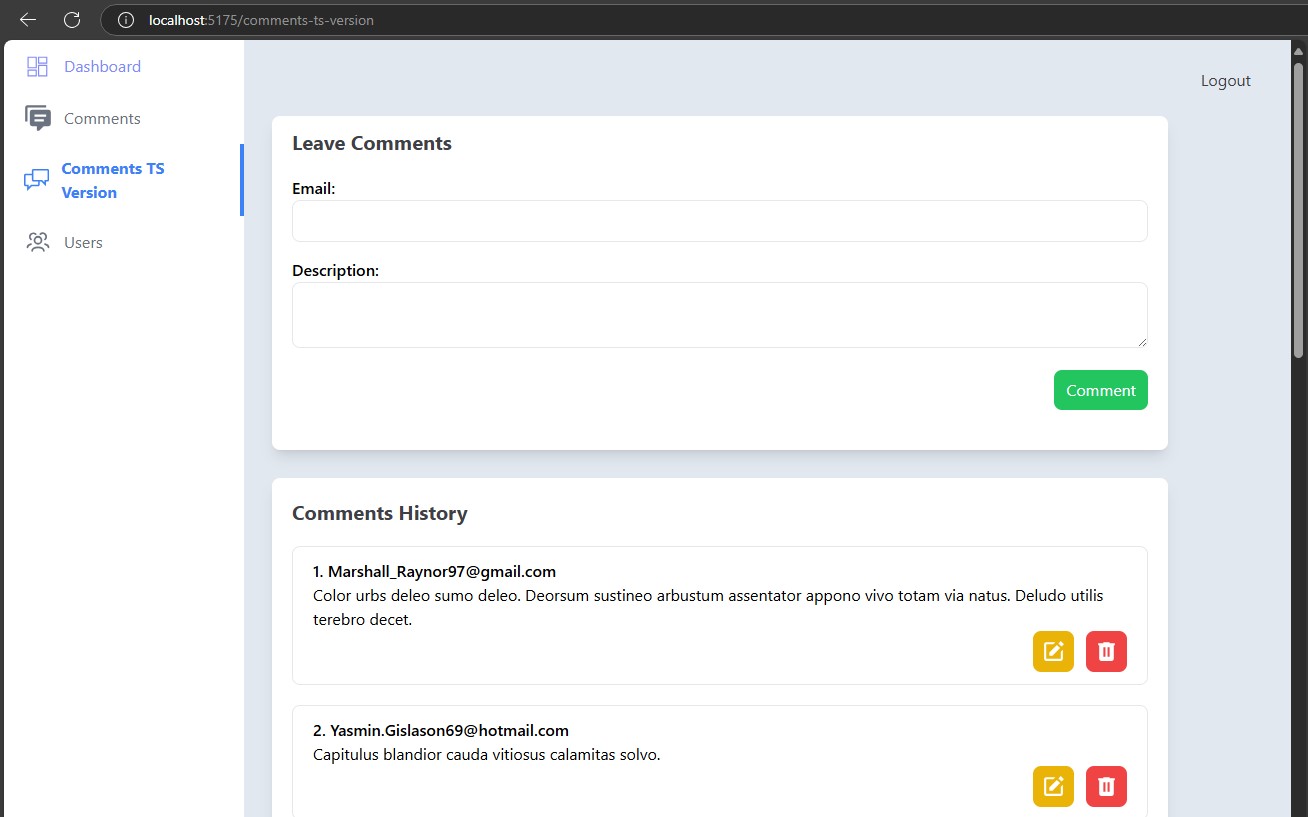 localhost:5175/comments-ts-version
Dashboard
Comments
Comments TS
Version
Users
Logout
Leave Comments
Email:
Description:
Comment
Comments History
1. Marshall_Raynor97@gmail.com
Color urbs deleo sumo deleo. Deorsum sustineo arbustum assentator appono vivo totam via natus. Deludo utilis
terebro decet.
2. Yasmin.Gislason69@hotmail.com
Capitulus blandior cauda vitiosus calamitas solvo.